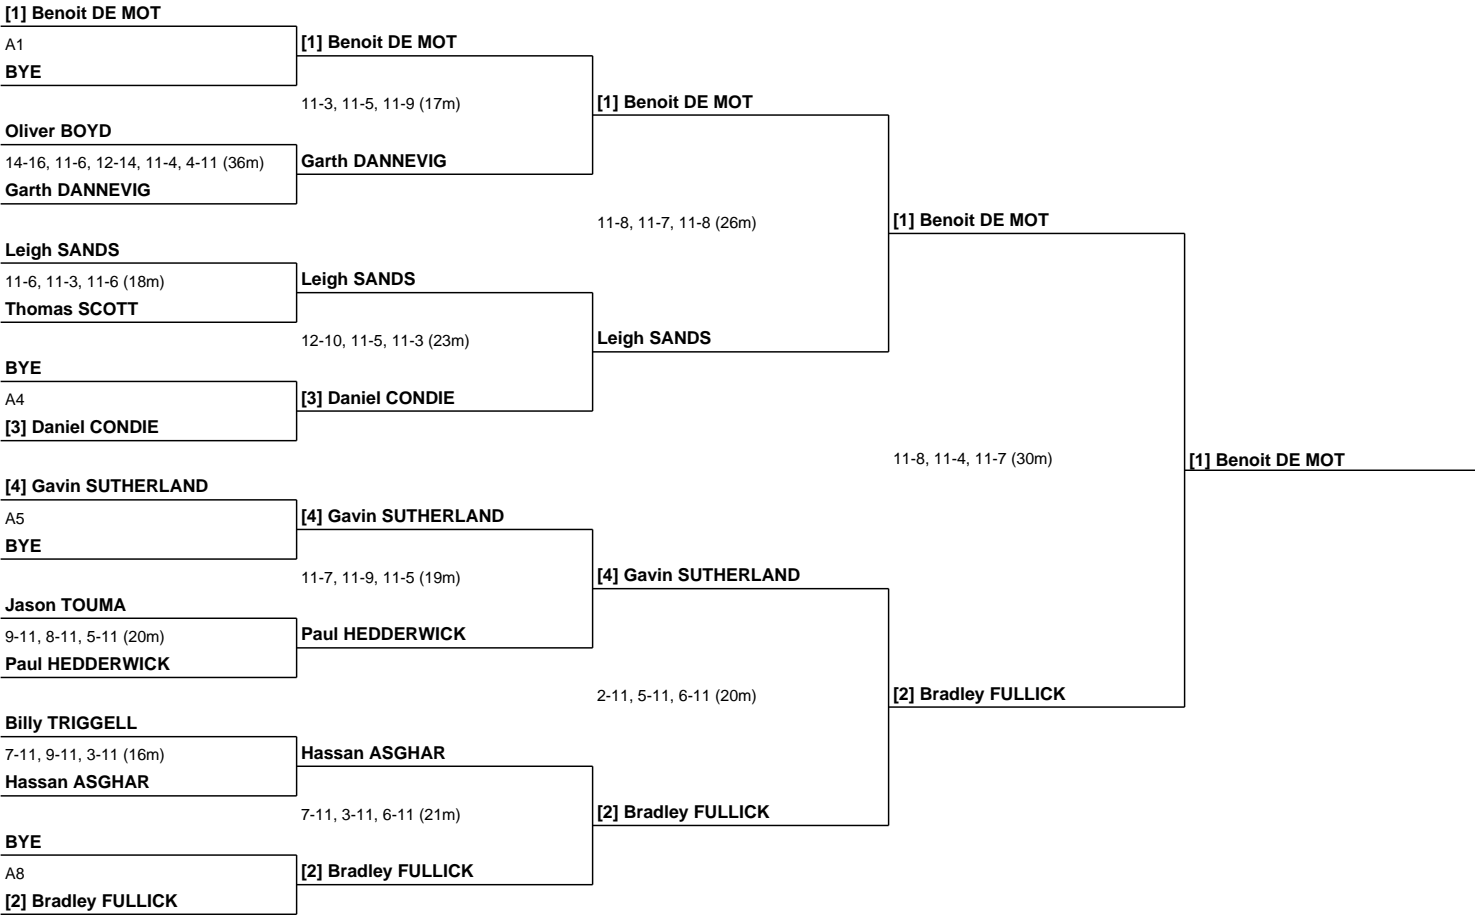 [1] Benoit DE MOT
A1
BYE
Oliver BOYD
14-16, 11-6, 12-14, 11-4, 4-11 (36m)
Garth DANNEVIG
Leigh SANDS
11-6, 11-3, 11-6 (18m)
Thomas SCOTT
BYE
A4
[3] Daniel CONDIE
[4] Gavin SUTHERLAND
A5
BYE
Jason TOUMA
9-11, 8-11, 5-11 (20m)
Paul HEDDERWICK
Billy TRIGGELL
7-11, 9-11, 3-11 (16m)
Hassan ASGHAR
BYE
A8
[2] Bradley FULLICK
[1] Benoit DE MOT
11-3, 11-5, 11-9 (17m)
Garth DANNEVIG
Leigh SANDS
12-10, 11-5, 11-3 (23m)
[3] Daniel CONDIE
[4] Gavin SUTHERLAND
11-7, 11-9, 11-5 (19m)
Paul HEDDERWICK
Hassan ASGHAR
7-11, 3-11, 6-11 (21m)
[2] Bradley FULLICK
[1] Benoit DE MOT
11-8, 11-7, 11-8 (26m)
Leigh SANDS
[4] Gavin SUTHERLAND
2-11, 5-11, 6-11 (20m)
[2] Bradley FULLICK
[1] Benoit DE MOT
11-8, 11-4, 11-7 (30m)
[2] Bradley FULLICK
[1] Benoit DE MOT